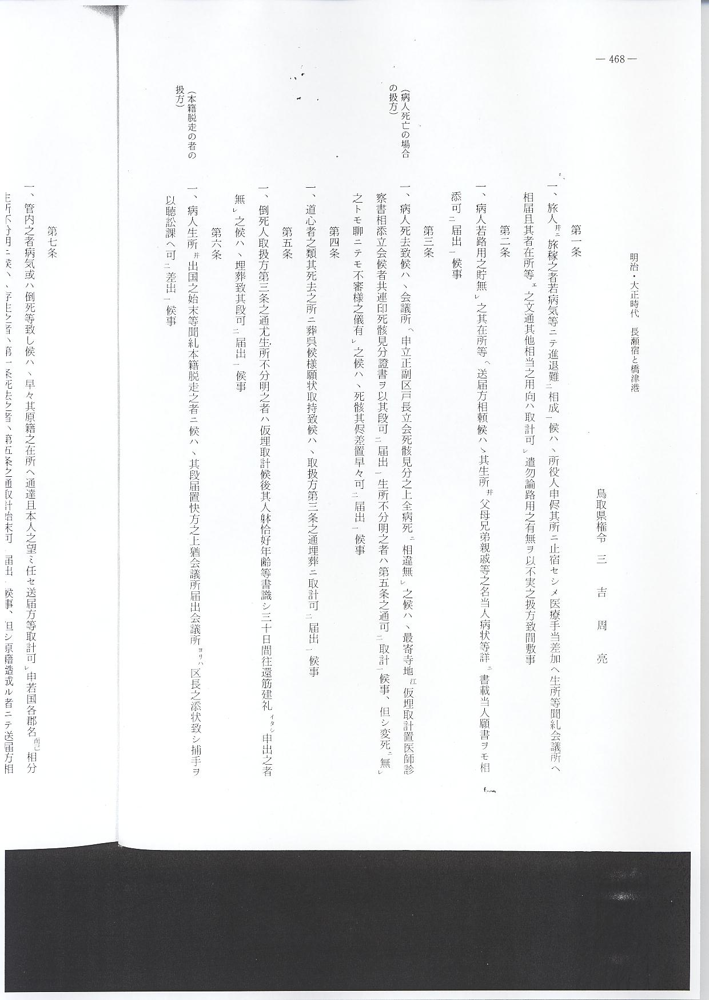 ― 468 ―
明治・大正時代　長瀬宿と橋津港
鳥取県権令　三　吉　周　亮
第一条
一、旅人幷ニ旅稼之者若病気等ニテ進退難ニ相成一候ハヽ所役人申侭其所ニ止宿セシメ医療手当差加ヘ生所等聞糺会議所ヘ
相届且其者在所等ェ之文通其他相当之用向ハ取計可レ遣勿論路用之有無ヲ以不実之扱方致間敷事
第二条
一、病人若路用之貯無レ之其在所等ヘ送届方相頼候ハヽ其生所幷父母兄弟親戚等之名当人病状等詳ニ書載当人願書ヲモ相
添可ニ届出一候事
第三条
（病人死亡の場合
の扱方）
一、病人死去致候ハヽ会議所ヘ申立正副区戸長立会死骸見分之上全病死ニ相違無レ之候ハヽ最寄寺地江仮埋取計置医師診
察書相添立会候者共連印死骸見分證書ヲ以其段可ニ届出一生所不分明之者ハ第五条之通可ニ取計一候事、但シ変死ニ無レ
之トモ聊ニテモ不審様之儀有レ之候ハヽ死骸其侭差置早々可ニ届出一候事
第四条
一、道心者之類其死去之所ニ葬呉候様願状取持致候ハヽ取扱方第三条之通埋葬ニ取計可ニ届出一候事
第五条
一、倒死人取扱方第三条之通尤生所不分明之者ハ仮埋取計候後其人躰恰好年齢等書識シ三十日間往還筋建礼イタシ申出之者
無レ之候ハヽ埋葬致其段可ニ届出一候事
第六条
（本籍脱走の者の
扱方）
一、病人生所幷出国之始末等聞糺本籍脱走之者ニ候ハヽ其段届置快方之上猶会議所届出会議所ヨリハ区長之添状致シ捕手ヲ
以聴訟課ヘ可ニ差出一候事
第七条
一、管内之者病気或ハ倒死等致し候ハヽ早々其原籍之在所ヘ通達且本人之望ミ任セ送届方等取計可レ申若国各郡名而已相分
生所不分明ニ候ハヽ存生之者ハ第一条死去之者ハ第五条之通取計始末可ニ届出一候事、但シ原籍造成ル者ニテ送届方相